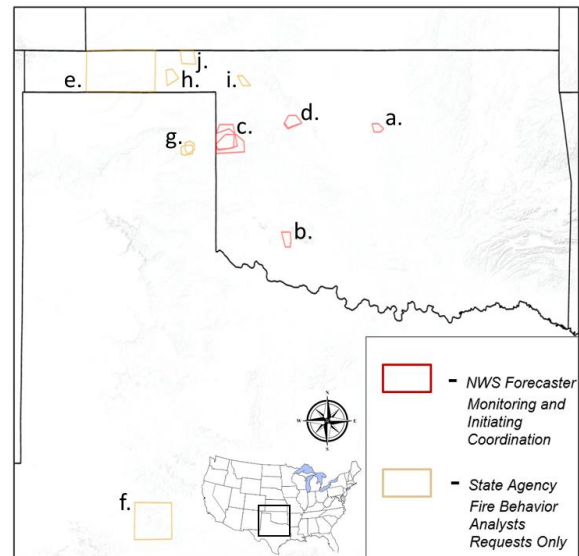 j.
e.
h.
i.
d.
a.
c.
g.
b.
- NWS Forecaster
Monitoring and
Initiating
Coordination
N
W
E
S
- State Agency
Fire Behavior
Analysts
Requests Only
f.